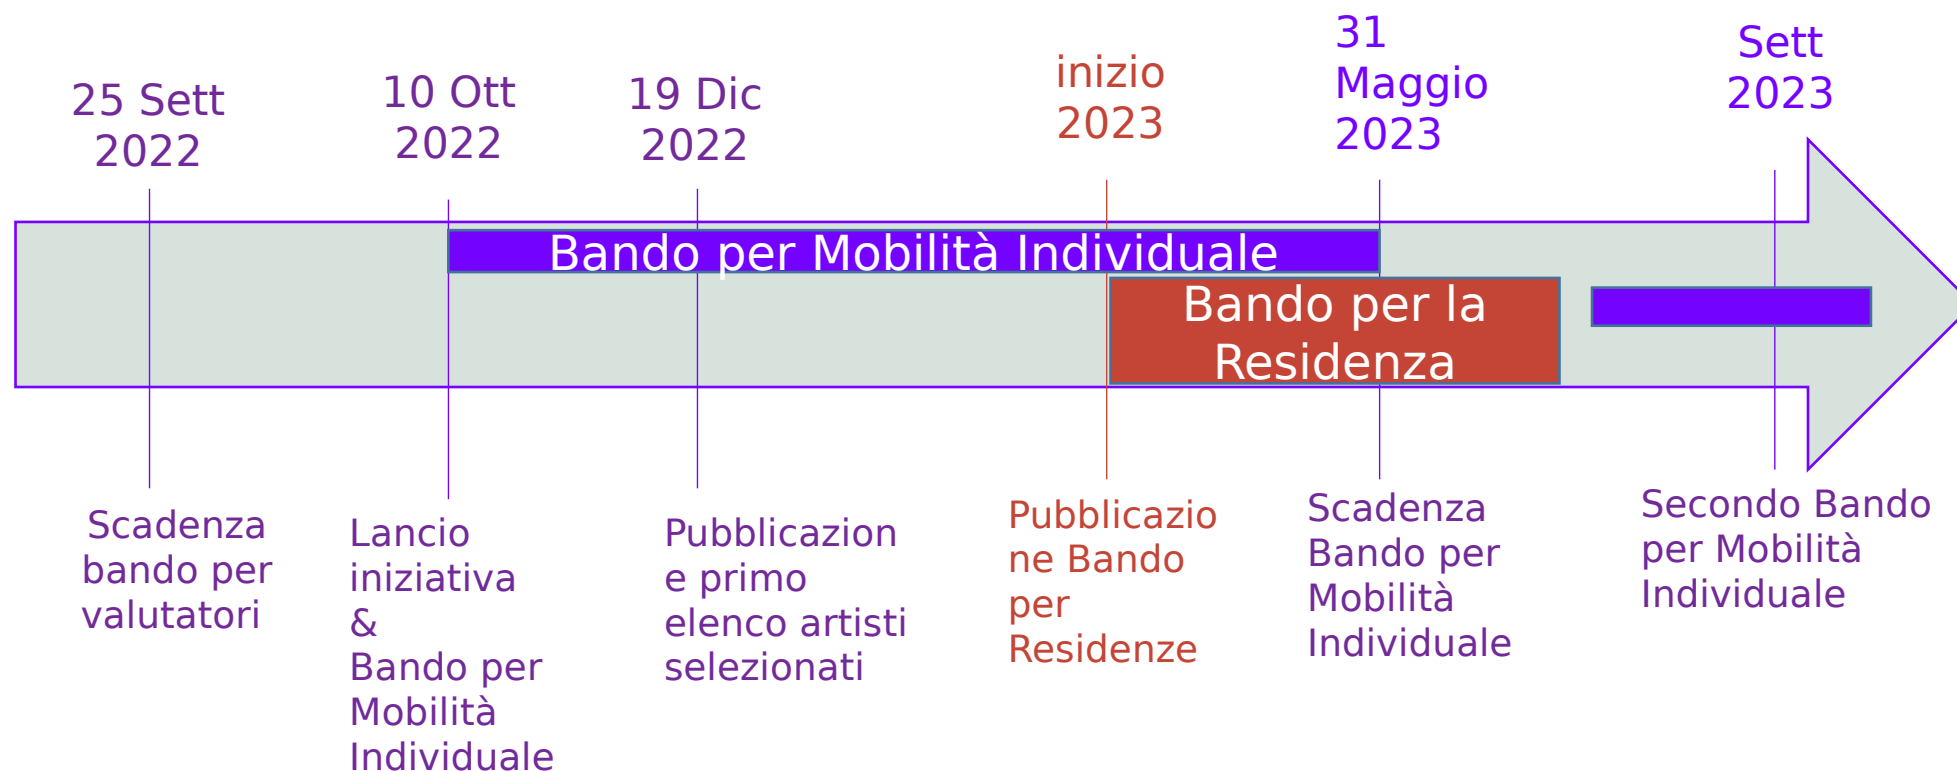 25 Sett
2022
10 Ott
2022
19 Dic
2022
inizio
2023
31
Maggio
2023
Sett
2023
Bando per Mobilità Individuale
Bando per la
Residenza
Scadenza
bando per
valutatori
Lancio
iniziativa
&
Bando per
Mobilità
Individuale
Pubblicazion
e primo
elenco artisti
selezionati
Pubblicazio
ne Bando
per
Residenze
Scadenza
Bando per
Mobilità
Individuale
Secondo Bando
per Mobilità
Individuale